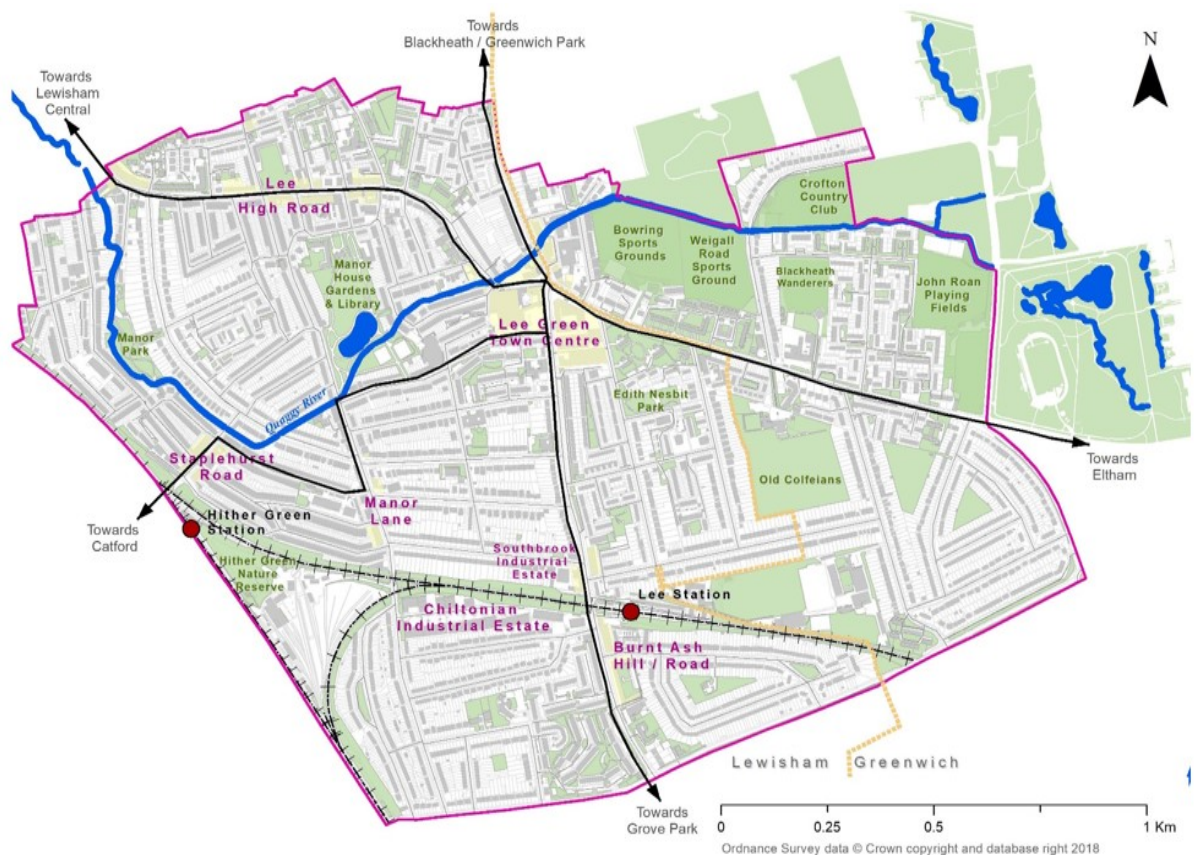 Towards
Blackheath / Greenwich Park
N
Towards
Lewisham
Central
Lee
High Road
Crofton
Country
Club
Bowring
Sports
Grounds
Weigall
Road
Sports
Ground
Manor
House
Gardens
& Library
Blackheath
Wanderers
John Roan
Playing
Fields
Manor
Park
Lee Green
Town Centre
Edith Nesbit
Park
Quaggy River
Towards
Eltham
Staplehurst
Road
Old Colfeians
Manor
Lane
Hither Green
Station
Towards
Catford
Southbrook
Industrial
Estate
Hither Green
Nature
Reserve
Lee Station
Chiltonian
Industrial Estate
Burnt Ash
Hill / Road
Lewisham Greenwich
Towards
Grove Park
0 0.25 0.5 1 Km
Ordnance Survey data © Crown copyright and database right 2018